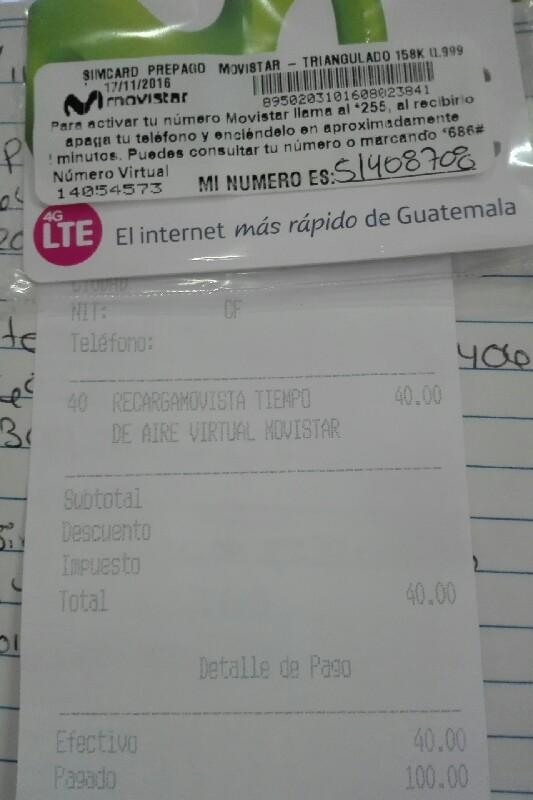 SIMCARD PREPAGO MOVISTAR - TRIANGULADO 158K U.999
17/11/2016
movistar
8950203101608023841
Para activar tu número Movistar llama al *255, al recibirlo
apaga tu teléfono y enciéndelo en aproximadamente
minutos. Puedes consultar tu número o marcando *686#
Número Virtual
14054573
MI NUMERO ES: 51408708
4G LTE
El internet más rápido de Guatemala
CIUDAD
NIT: CF
Teléfono:
40 RECARGAMOVISTA TIEMPO 40.00
DE AIRE VIRTUAL MOVISTAR
Subtotal
Descuento
Impuesto
Total 40.00
Detalle de Pago
Efectivo 40.00
Pagado 100.00